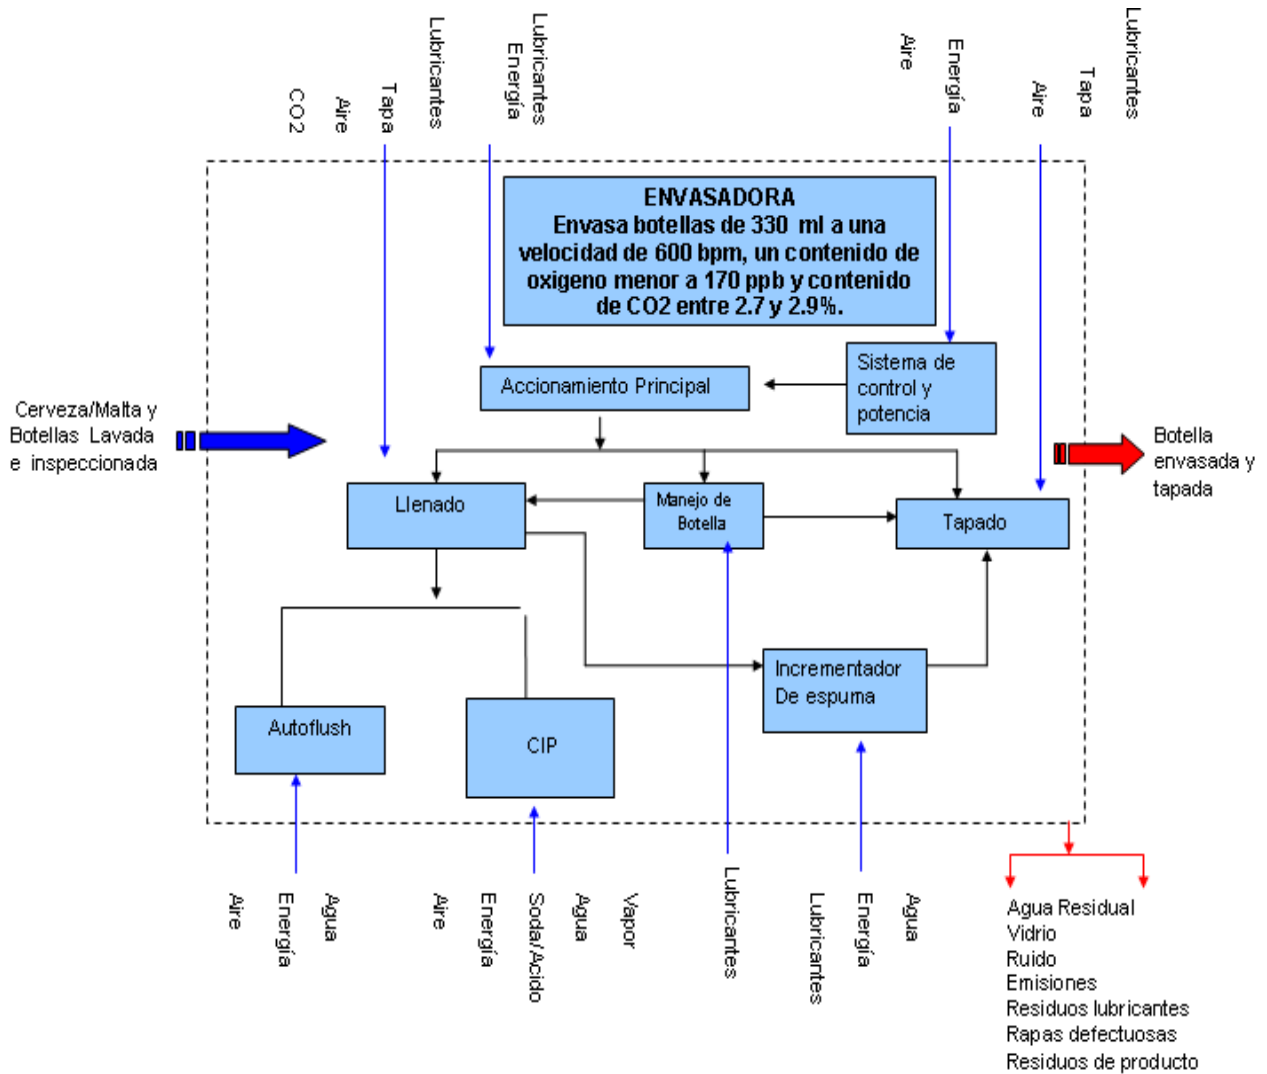 CO2
Aire
Tapa
Lubricantes
Energía
Lubricantes
Aire
Energía
Aire
Tapa
Lubricantes
ENVASADORA
Envasa botellas de 330 ml a una
velocidad de 600 bpm, un contenido de
oxigeno menor a 170 ppb y contenido
de CO2 entre 2.7 y 2.9%.
Accionamiento Principal
Sistema de
control y
potencia
Cerveza/Malta y
Botellas Lavada
e inspeccionada
Botella
envasada y
tapada
Llenado
Manejo de
Botella
Tapado
Incrementador
De espuma
Autoflush
CIP
Aire
Energía
Agua
Aire
Energía
Soda/Acido
Agua
Vapor
Lubricantes
Lubricantes
Energía
Agua
Agua Residual
Vidrio
Ruido
Emisiones
Residuos lubricantes
Rapas defectuosas
Residuos de producto